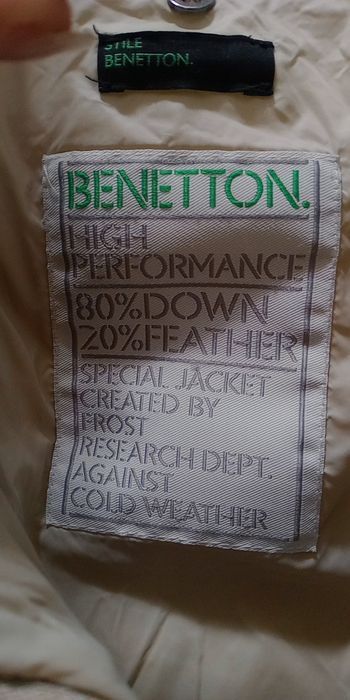 STILE
BENETTON.
BENETTON.
HIGH
PERFORMANCE
80%DOWN
20%FEATHER
SPECIAL JACKET
CREATED BY
FROST
RESEARCH DEPT.
AGAINST
COLD WEATHER